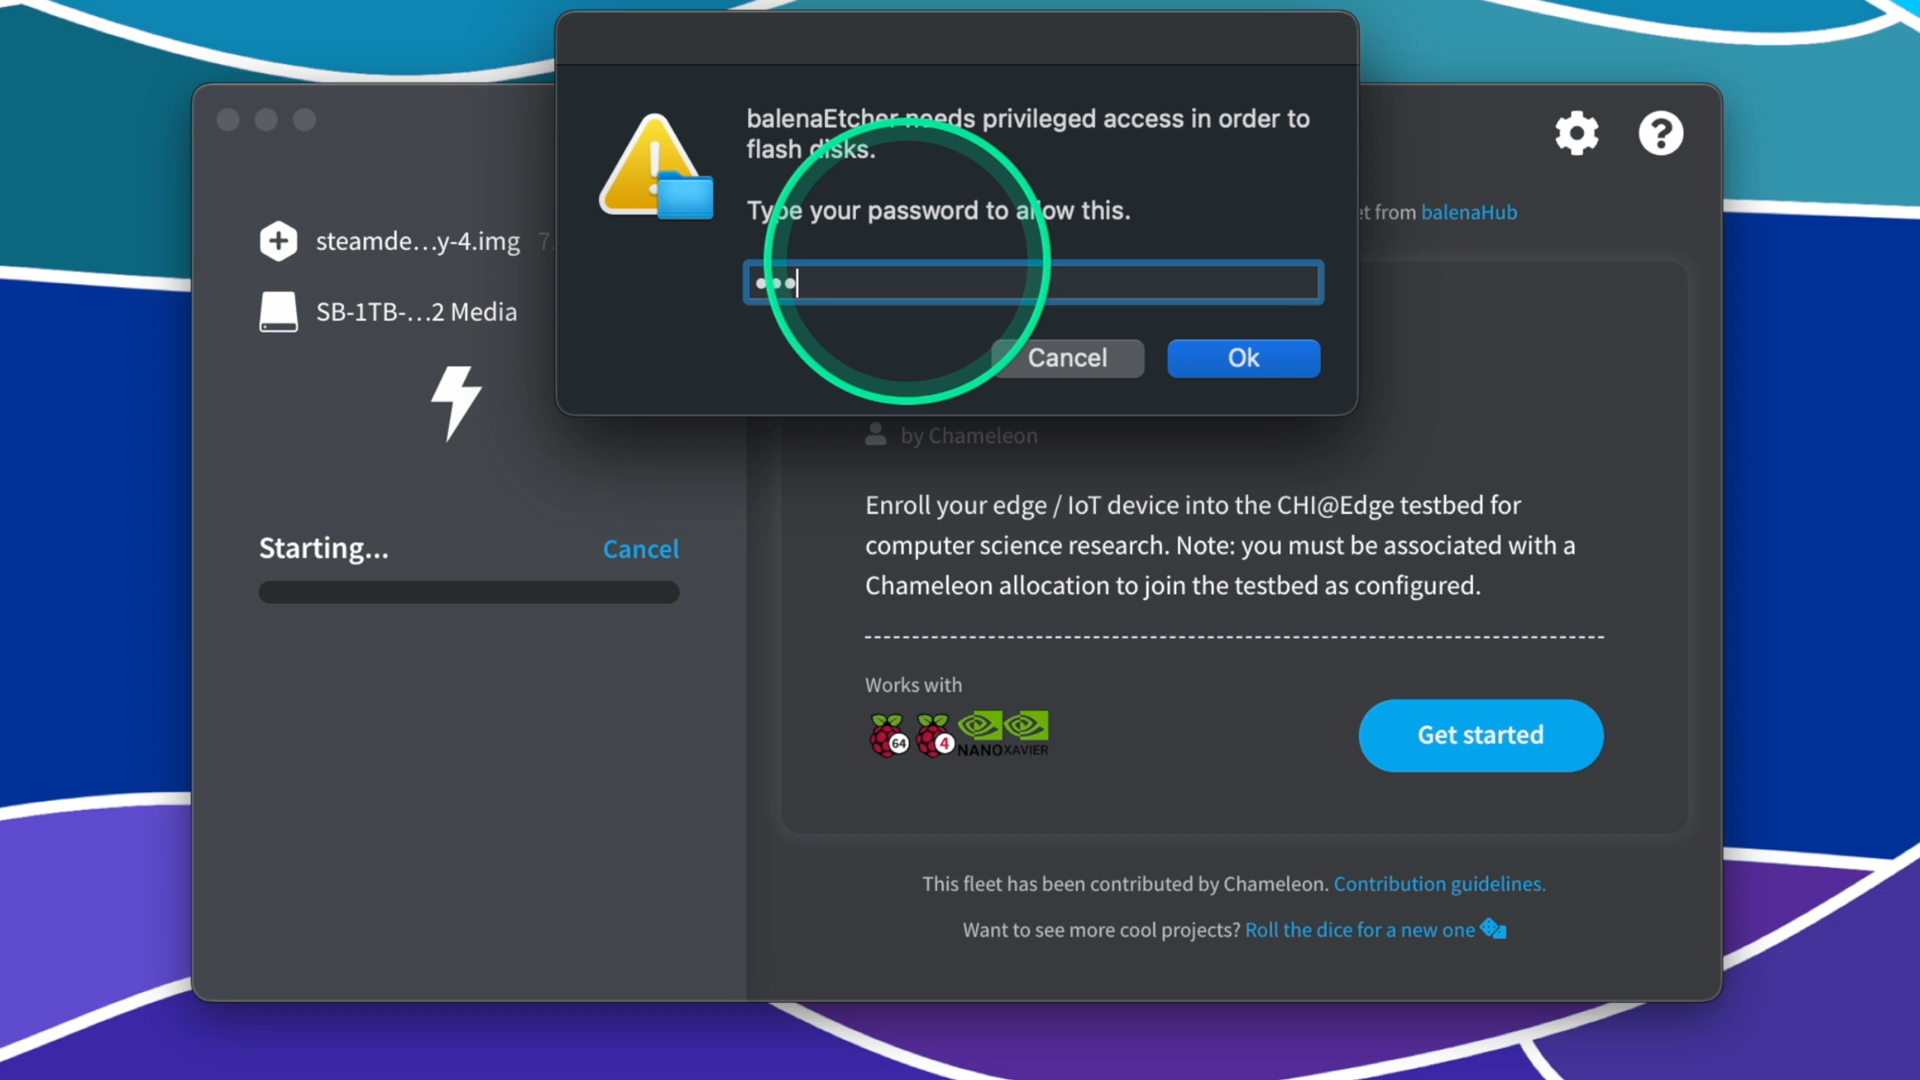 balenaEtcher needs privileged access in order to
flash disks.
Type your password to allow this.
Cancel
Ok
steamde...y-4.img
7.
SB-1TB-...2 Media
Starting...
Cancel
et from balenaHub
by Chameleon
Enroll your edge / IoT device into the CHI@Edge testbed for
computer science research. Note: you must be associated with a
Chameleon allocation to join the testbed as configured.
Works with
64
4
NANO
XAVIER
Get started
This fleet has been contributed by Chameleon. Contribution guidelines.
Want to see more cool projects? Roll the dice for a new one